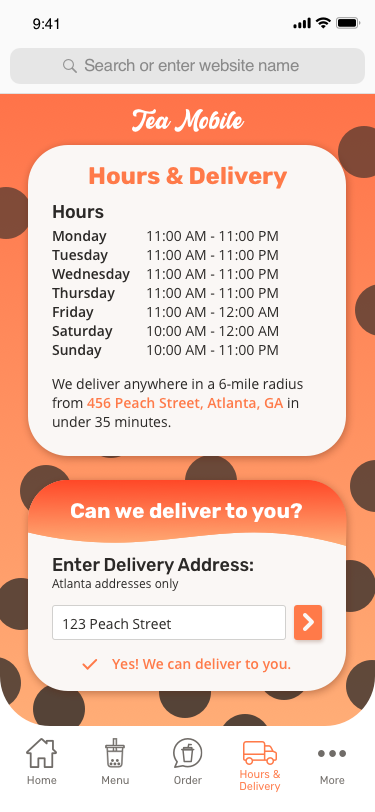 9:41
Search or enter website name
Tea Mobile
Hours & Delivery
Hours
Monday 11:00 AM - 11:00 PM
Tuesday 11:00 AM - 11:00 PM
Wednesday 11:00 AM - 11:00 PM
Thursday 11:00 AM - 11:00 PM
Friday 11:00 AM - 12:00 AM
Saturday 10:00 AM - 12:00 AM
Sunday 10:00 AM - 11:00 PM
We deliver anywhere in a 6-mile radius
from 456 Peach Street, Atlanta, GA in
under 35 minutes.
Can we deliver to you?
Enter Delivery Address:
Atlanta addresses only
123 Peach Street
Yes! We can deliver to you.
Home Menu Order Hours & Delivery More